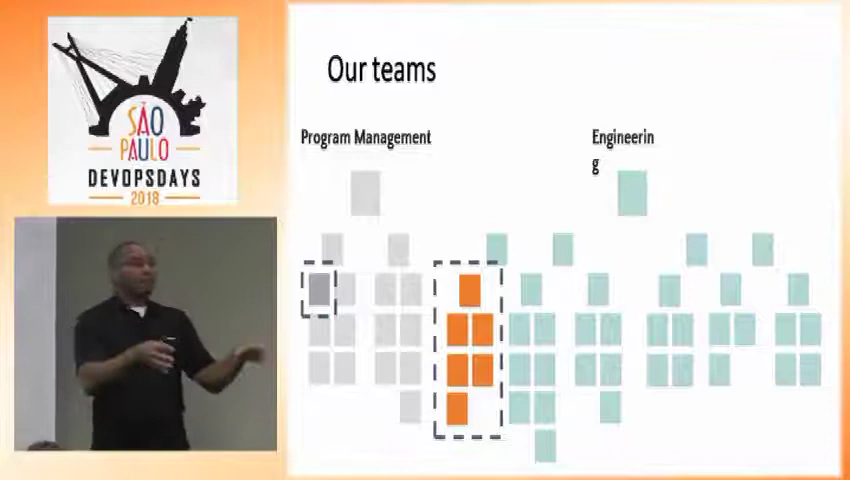 SÃO
PAULO
DEVOPSDAYS
2018
Our teams
Program Management
Engineerin
g